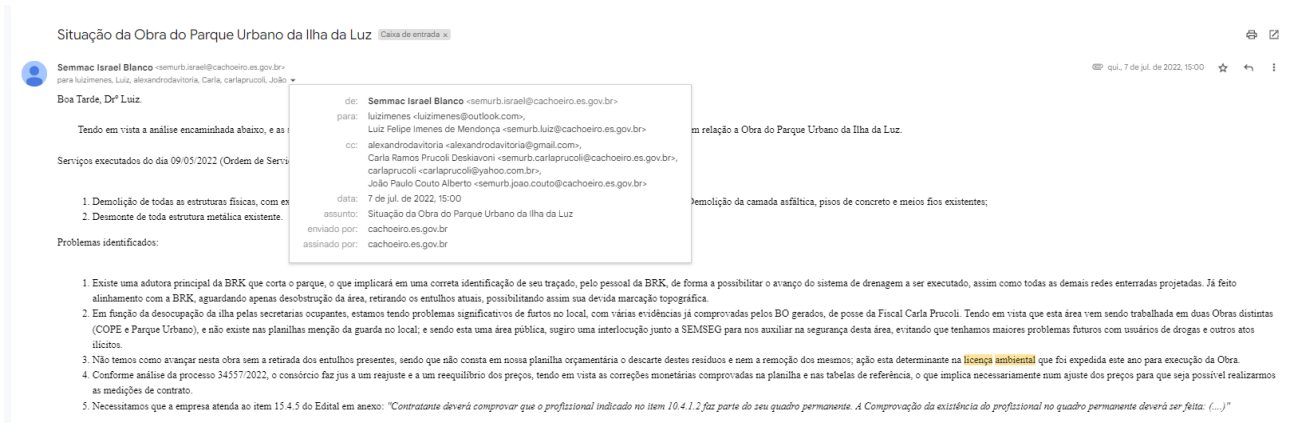 Situação da Obra do Parque Urbano da Ilha da Luz Caixa de entrada x
Semmac Israel Blanco <semurb.israel@cachoeiro.es.gov.br> qui., 7 de jul. de 2022, 15:00
para luizimenes, Luiz, alexandrodavitoria, Carla, carlaprucoli, João
Boa Tarde, Drº Luiz.
Tendo em vista a análise encaminhada abaixo, e as m relação a Obra do Parque Urbano da Ilha da Luz.
Serviços executados do dia 09/05/2022 (Ordem de Servi
de: Semmac Israel Blanco <semurb.israel@cachoeiro.es.gov.br>
para: luizimenes <luizimenes@outlook.com>,
Luiz Felipe Imenes de Mendonça <semurb.luiz@cachoeiro.es.gov.br>
cc: alexandrodavitoria <alexandrodavitoria@gmail.com>,
Carla Ramos Prucoli Deskiavoni <semurb.carlaprucoli@cachoeiro.es.gov.br>,
carlaprucoli <carlaprucoli@yahoo.com.br>,
João Paulo Couto Alberto <semurb.joao.couto@cachoeiro.es.gov.br>
data: 7 de jul. de 2022, 15:00
assunto: Situação da Obra do Parque Urbano da Ilha da Luz
enviado por: cachoeiro.es.gov.br
assinado por: cachoeiro.es.gov.br
1. Demolição de todas as estruturas físicas, com ex Demolição da camada asfáltica, pisos de concreto e meios fios existentes;
2. Desmonte de toda estrutura metálica existente.
Problemas identificados:
1. Existe uma adutora principal da BRK que corta o parque, o que implicará em uma correta identificação de seu traçado, pelo pessoal da BRK, de forma a possibilitar o avanço do sistema de drenagem a ser executado, assim como todas as demais redes enterradas projetadas. Já feito
alinhamento com a BRK, aguardando apenas desobstrução da área, retirando os entulhos atuais, possibilitando assim sua devida marcação topográfica.
2. Em função da desocupação da ilha pelas secretarias ocupantes, estamos tendo problemas significativos de furtos no local, com várias evidências já comprovadas pelos BO gerados, de posse da Fiscal Carla Prucoli. Tendo em vista que esta área vem sendo trabalhada em duas Obras distintas
(COPE e Parque Urbano), e não existe nas planilhas menção da guarda no local; e sendo esta uma área pública, sugiro uma interlocução junto a SEMSEG para nos auxiliar na segurança desta área, evitando que tenhamos maiores problemas futuros com usuários de drogas e outros atos
ilícitos.
3. Não temos como avançar nesta obra sem a retirada dos entulhos presentes, sendo que não consta em nossa planilha orçamentária o descarte destes resíduos e nem a remoção dos mesmos; ação esta determinante na licença ambiental que foi expedida este ano para execução da Obra.
4. Conforme análise da processo 34557/2022, o consórcio faz jus a um reajuste e a um reequilíbrio dos preços, tendo em vista as correções monetárias comprovadas na planilha e nas tabelas de referência, o que implica necessariamente num ajuste dos preços para que seja possível realizarmos
as medições de contrato.
5. Necessitamos que a empresa atenda ao item 15.4.5 do Edital em anexo: "Contratante deverá comprovar que o profissional indicado no item 10.4.1.2 faz parte do seu quadro permanente. A Comprovação da existência do profissional no quadro permanente deverá ser feita: (....)"